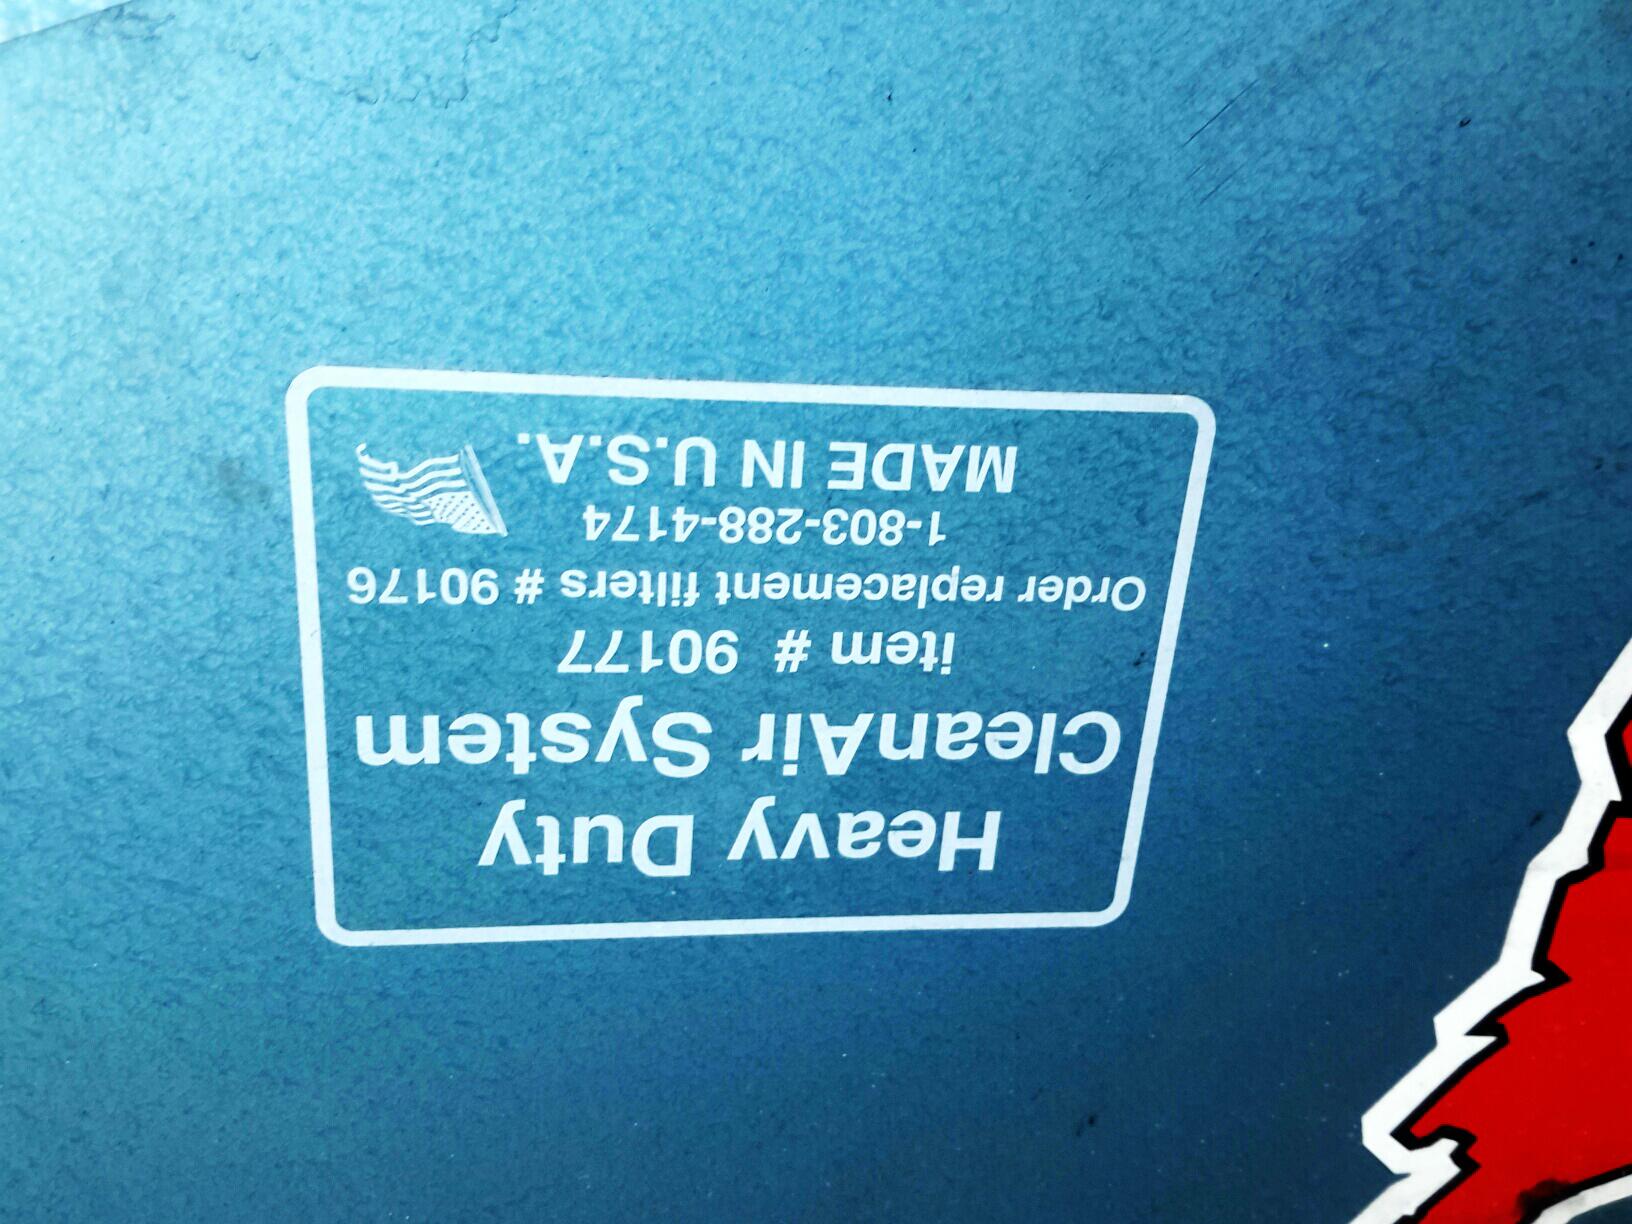 Heavy Duty
CleanAir System
item # 90177
Order replacement filters # 90176
1-803-288-4174
MADE IN U.S.A.